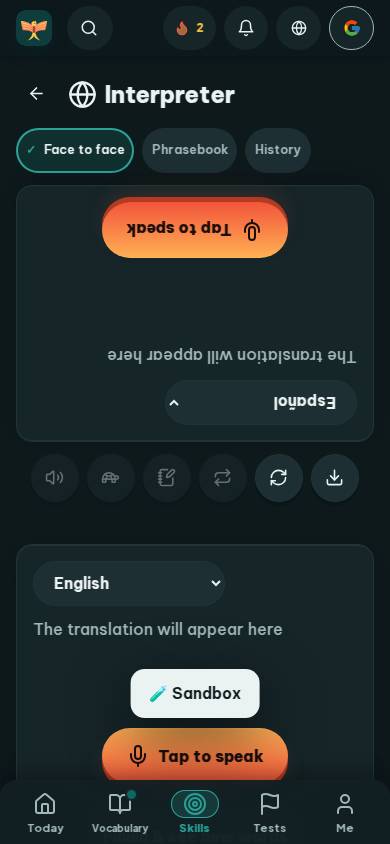 2
Interpreter
✓ Face to face
Phrasebook
History
Tap to speak
The translation will appear here
Español
English
The translation will appear here
🧪 Sandbox
Tap to speak
Today
Vocabulary
Skills
Tests
Me